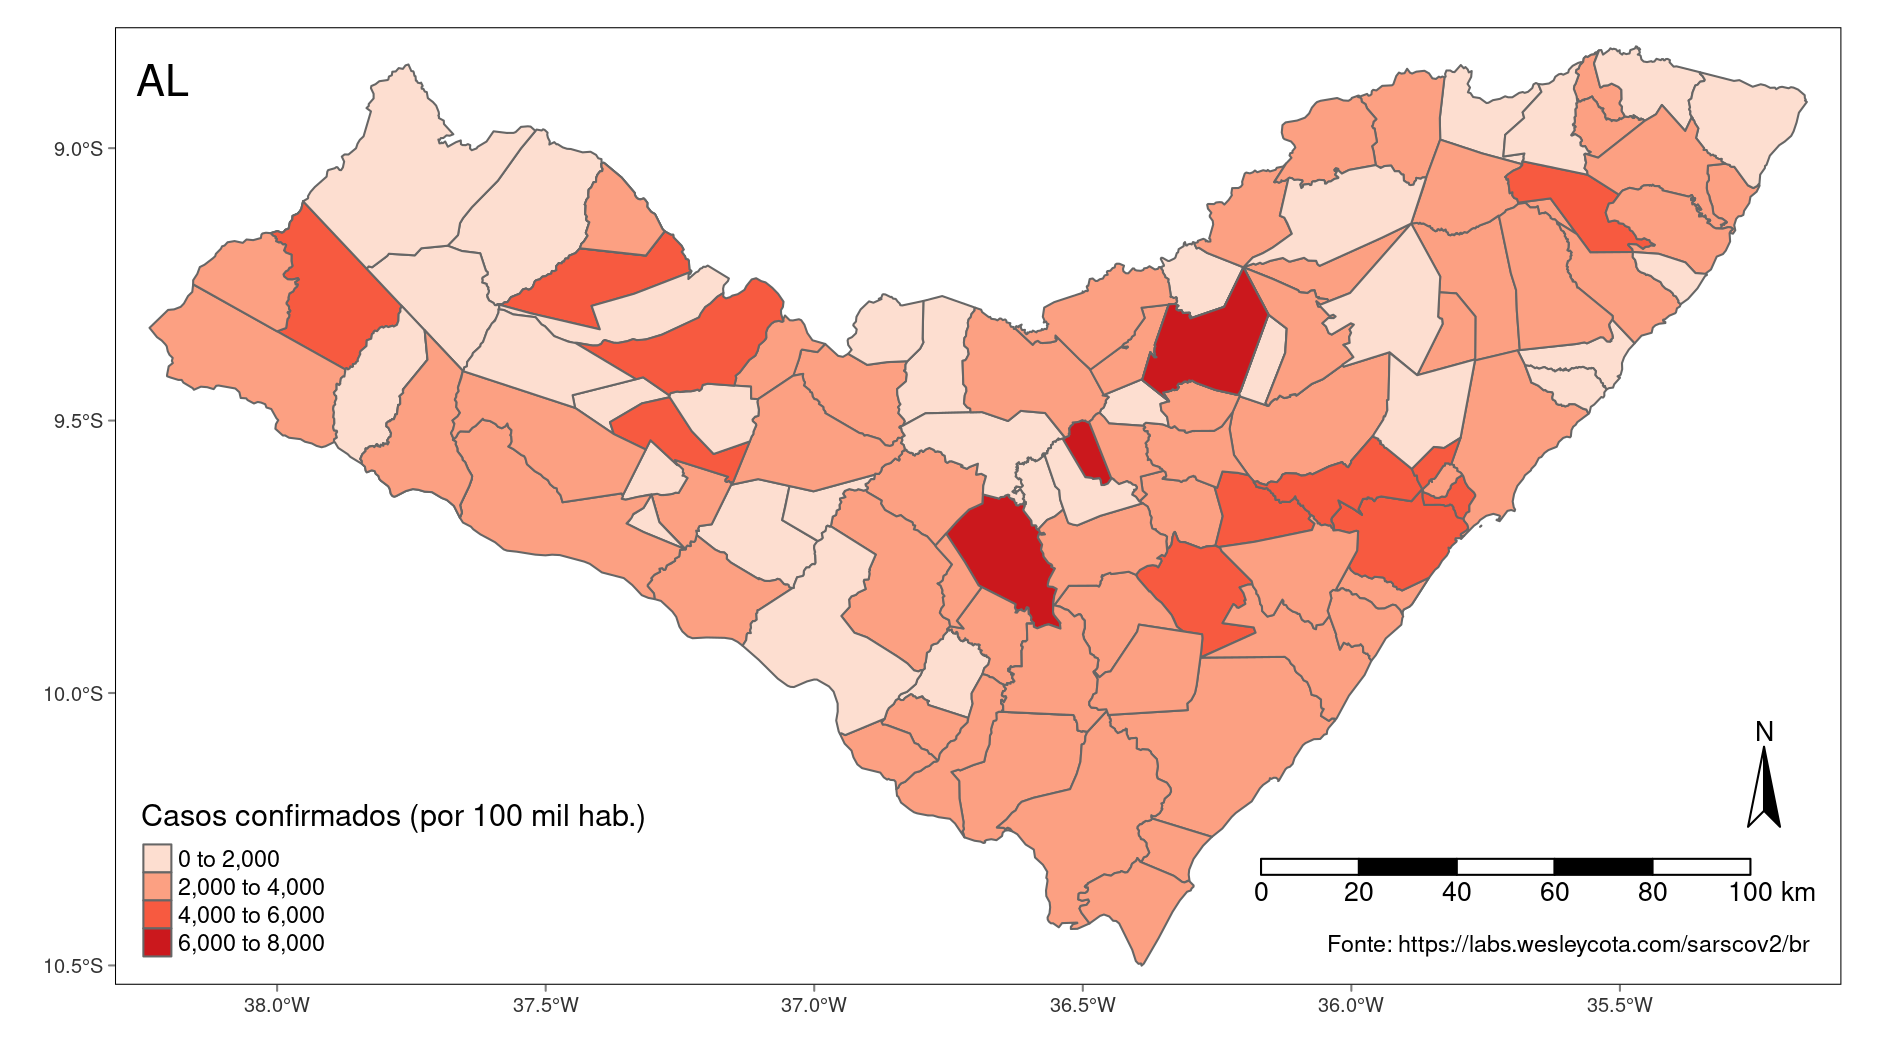 AL
9.0°S
9.5°S
10.0°S
10.5°S
N
Casos confirmados (por 100 mil hab.)
0 to 2,000
2,000 to 4,000
4,000 to 6,000
6,000 to 8,000
0 20 40 60 80 100 km
Fonte: https://labs.wesleycota.com/sarscov2/br
38.0°W 37.5°W 37.0°W 36.5°W 36.0°W 35.5°W